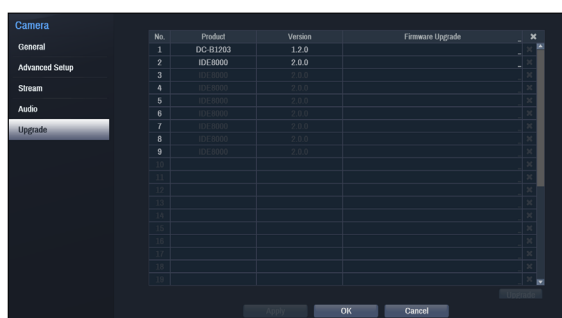 Camera
General
Advanced Setup
Stream
Audio
Upgrade
No. Product Version Firmware Upgrade
1 DC-B1203 1.2.0
2 IDE8000 2.0.0
3 IDE8000 2.0.0
4 IDE8000 2.0.0
5 IDE8000 2.0.0
6 IDE8000 2.0.0
7 IDE8000 2.0.0
8 IDE8000 2.0.0
9 IDE8000 2.0.0
10
11
12
13
14
15
16
17
18
19
Upgrade
Apply OK Cancel